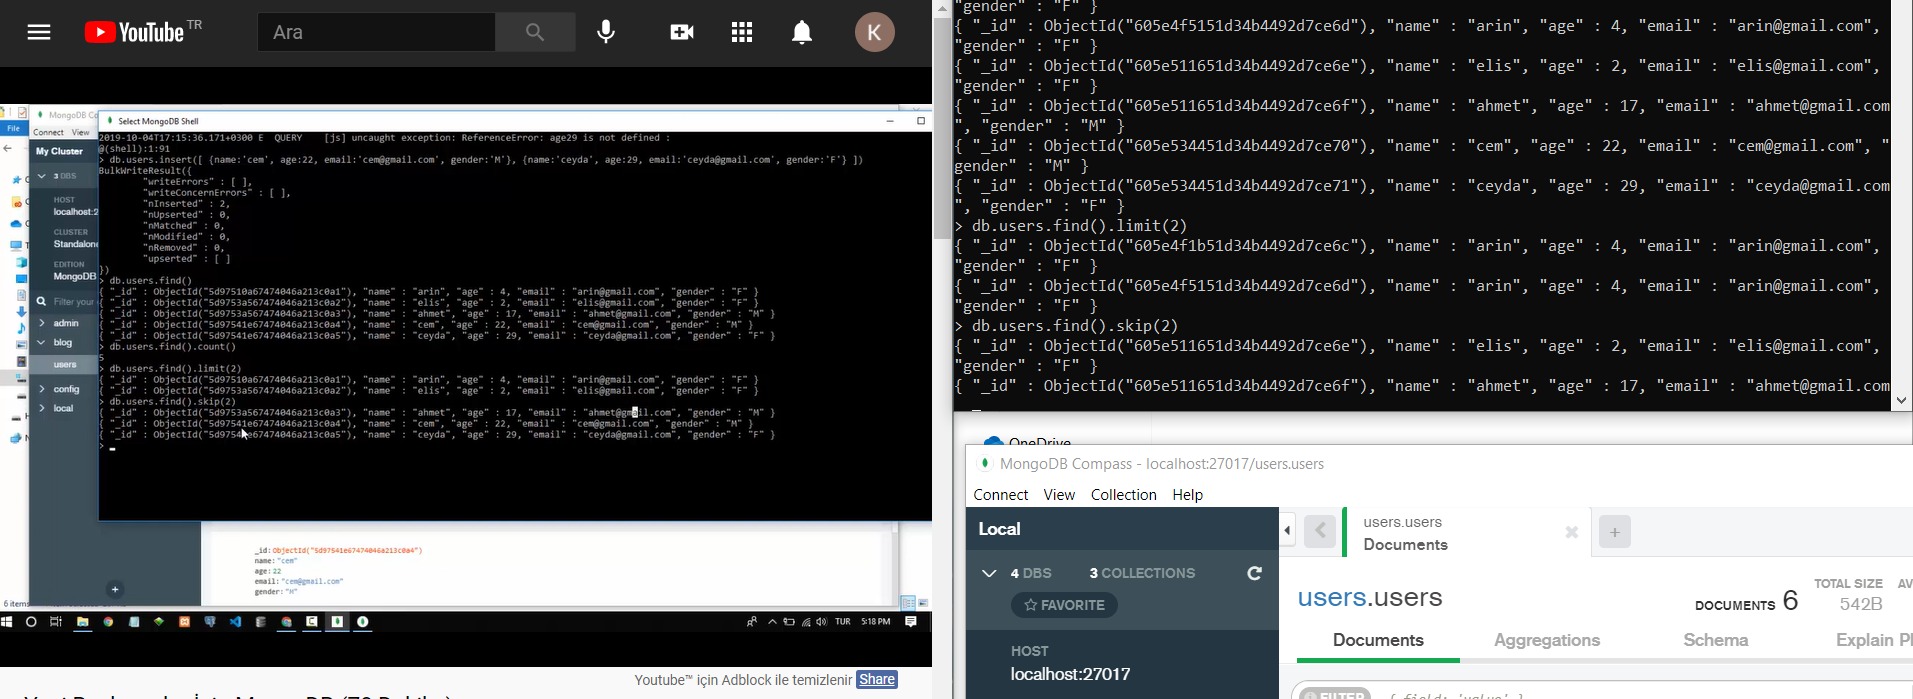 YouTube TR
Ara
K
MongoDB Co
File
Connect View
My Cluster
3 DBS
HOST
localhost:2
CLUSTER
Standalone
EDITION
MongoDB
Filter your
admin
blog
users
config
local
Select MongoDB Shell
2019-10-04T17:15:36.171+0300 E  QUERY    [js] uncaught exception: ReferenceError: age29 is not defined :
@(shell):1:91
> db.users.insert([ {name:'cem', age:22, email:'cem@gmail.com', gender:'M'}, {name:'ceyda', age:29, email:'ceyda@gmail.com', gender:'F'} ])
BulkWriteResult({
"writeErrors" : [ ],
"writeConcernErrors" : [ ],
"nInserted" : 2,
"nUpserted" : 0,
"nMatched" : 0,
"nModified" : 0,
"nRemoved" : 0,
"upserted" : [ ]
})
> db.users.find()
{ "_id" : ObjectId("5d97510a67474046a213c0a1"), "name" : "arin", "age" : 4, "email" : "arin@gmail.com", "gender" : "F" }
{ "_id" : ObjectId("5d9753a567474046a213c0a2"), "name" : "elis", "age" : 2, "email" : "elis@gmail.com", "gender" : "F" }
{ "_id" : ObjectId("5d9753a567474046a213c0a3"), "name" : "ahmet", "age" : 17, "email" : "ahmet@gmail.com", "gender" : "M" }
{ "_id" : ObjectId("5d97541e67474046a213c0a4"), "name" : "cem", "age" : 22, "email" : "cem@gmail.com", "gender" : "M" }
{ "_id" : ObjectId("5d97541e67474046a213c0a5"), "name" : "ceyda", "age" : 29, "email" : "ceyda@gmail.com", "gender" : "F" }
> db.users.find().count()
5
> db.users.find().limit(2)
{ "_id" : ObjectId("5d97510a67474046a213c0a1"), "name" : "arin", "age" : 4, "email" : "arin@gmail.com", "gender" : "F" }
{ "_id" : ObjectId("5d9753a567474046a213c0a2"), "name" : "elis", "age" : 2, "email" : "elis@gmail.com", "gender" : "F" }
> db.users.find().skip(2)
{ "_id" : ObjectId("5d9753a567474046a213c0a3"), "name" : "ahmet", "age" : 17, "email" : "ahmet@gmail.com", "gender" : "M" }
{ "_id" : ObjectId("5d97541e67474046a213c0a4"), "name" : "cem", "age" : 22, "email" : "cem@gmail.com", "gender" : "M" }
{ "_id" : ObjectId("5d97541e67474046a213c0a5"), "name" : "ceyda", "age" : 29, "email" : "ceyda@gmail.com", "gender" : "F" }
>
_id: ObjectId("5d97541e67474046a213c0a4")
name: "cem"
age: 22
email: "cem@gmail.com"
gender: "M"
6 items
TUR 5:18 PM
Youtube™ için Adblock ile temizlenir Share
"gender" : "F" }
{ "_id" : ObjectId("605e4f5151d34b4492d7ce6d"), "name" : "arin", "age" : 4, "email" : "arin@gmail.com",
"gender" : "F" }
{ "_id" : ObjectId("605e511651d34b4492d7ce6e"), "name" : "elis", "age" : 2, "email" : "elis@gmail.com",
"gender" : "F" }
{ "_id" : ObjectId("605e511651d34b4492d7ce6f"), "name" : "ahmet", "age" : 17, "email" : "ahmet@gmail.com
", "gender" : "M" }
{ "_id" : ObjectId("605e534451d34b4492d7ce70"), "name" : "cem", "age" : 22, "email" : "cem@gmail.com", "
gender" : "M" }
{ "_id" : ObjectId("605e534451d34b4492d7ce71"), "name" : "ceyda", "age" : 29, "email" : "ceyda@gmail.com
", "gender" : "F" }
> db.users.find().limit(2)
{ "_id" : ObjectId("605e4f1b51d34b4492d7ce6c"), "name" : "arin", "age" : 4, "email" : "arin@gmail.com",
"gender" : "F" }
{ "_id" : ObjectId("605e4f5151d34b4492d7ce6d"), "name" : "arin", "age" : 4, "email" : "arin@gmail.com",
"gender" : "F" }
> db.users.find().skip(2)
{ "_id" : ObjectId("605e511651d34b4492d7ce6e"), "name" : "elis", "age" : 2, "email" : "elis@gmail.com",
"gender" : "F" }
{ "_id" : ObjectId("605e511651d34b4492d7ce6f"), "name" : "ahmet", "age" : 17, "email" : "ahmet@gmail.com
OneDrive
MongoDB Compass - localhost:27017/users.users
Connect View Collection Help
Local
4 DBS 3 COLLECTIONS
FAVORITE
HOST
localhost:27017
users.users
Documents
users.users
DOCUMENTS 6
TOTAL SIZE AV
542B
Documents Aggregations Schema Explain Pl
FILTER { field: 'value' }